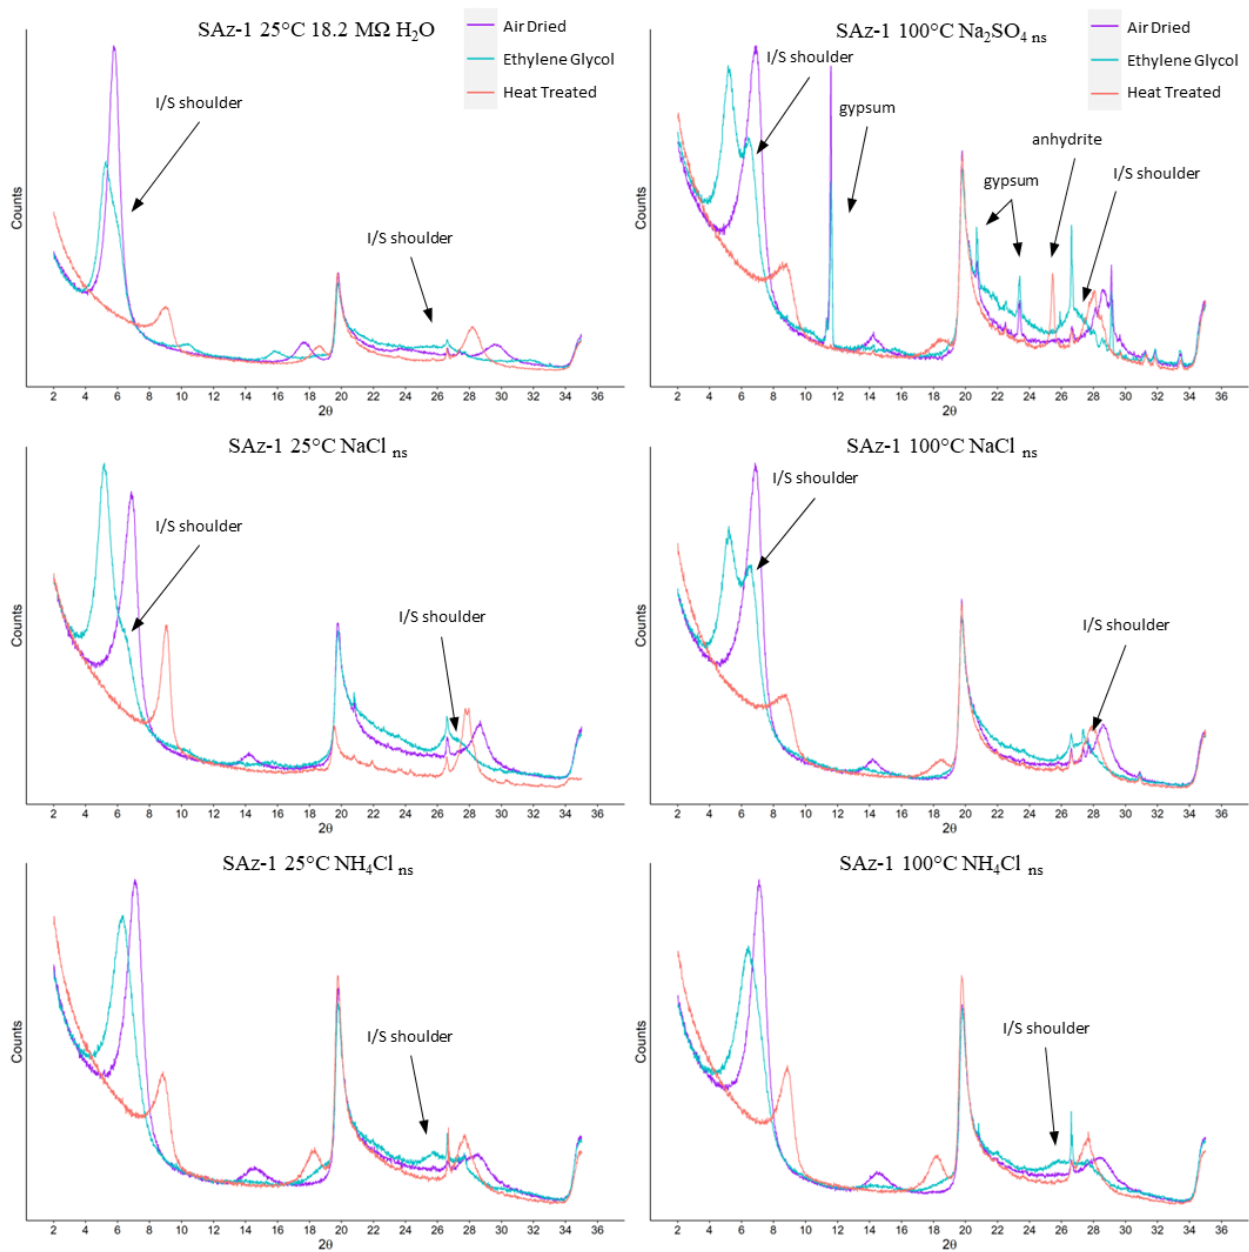 SAz-1 25°C 18.2 MΩ H₂O
Air Dried
Ethylene Glycol
Heat Treated
I/S shoulder
I/S shoulder
Counts
2 4 6 8 10 12 14 16 18 20 22 24 26 28 30 32 34 36
2θ
SAz-1 100°C Na₂SO₄ ns
Air Dried
Ethylene Glycol
Heat Treated
I/S shoulder
gypsum
anhydrite
gypsum
I/S shoulder
Counts
2 4 6 8 10 12 14 16 18 20 22 24 26 28 30 32 34 36
2θ
SAz-1 25°C NaCl ns
I/S shoulder
I/S shoulder
Counts
2 4 6 8 10 12 14 16 18 20 22 24 26 28 30 32 34 36
2θ
SAz-1 100°C NaCl ns
I/S shoulder
I/S shoulder
Counts
2 4 6 8 10 12 14 16 18 20 22 24 26 28 30 32 34 36
2θ
SAz-1 25°C NH₄Cl ns
I/S shoulder
Counts
2 4 6 8 10 12 14 16 18 20 22 24 26 28 30 32 34 36
2θ
SAz-1 100°C NH₄Cl ns
I/S shoulder
Counts
2 4 6 8 10 12 14 16 18 20 22 24 26 28 30 32 34 36
2θ